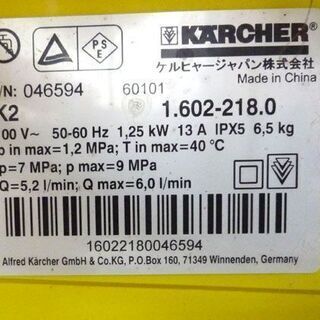 PS
E
KÄRCHER
ケルヒャージャパン株式会社
Made in China
/N: 046594 60101
K2 1.602-218.0
00 V~ 50-60 Hz 1,25 kW 13 A IPX5 6,5 kg
p in max=1,2 MPa; T in max=40 °C
p=7 MPa; p max=9 MPa
Q=5,2 l/min; Q max=6,0 l/min
16022180046594
Alfred Kärcher GmbH & Co.KG, P.O.Box 160, 71349 Winnenden, Germany